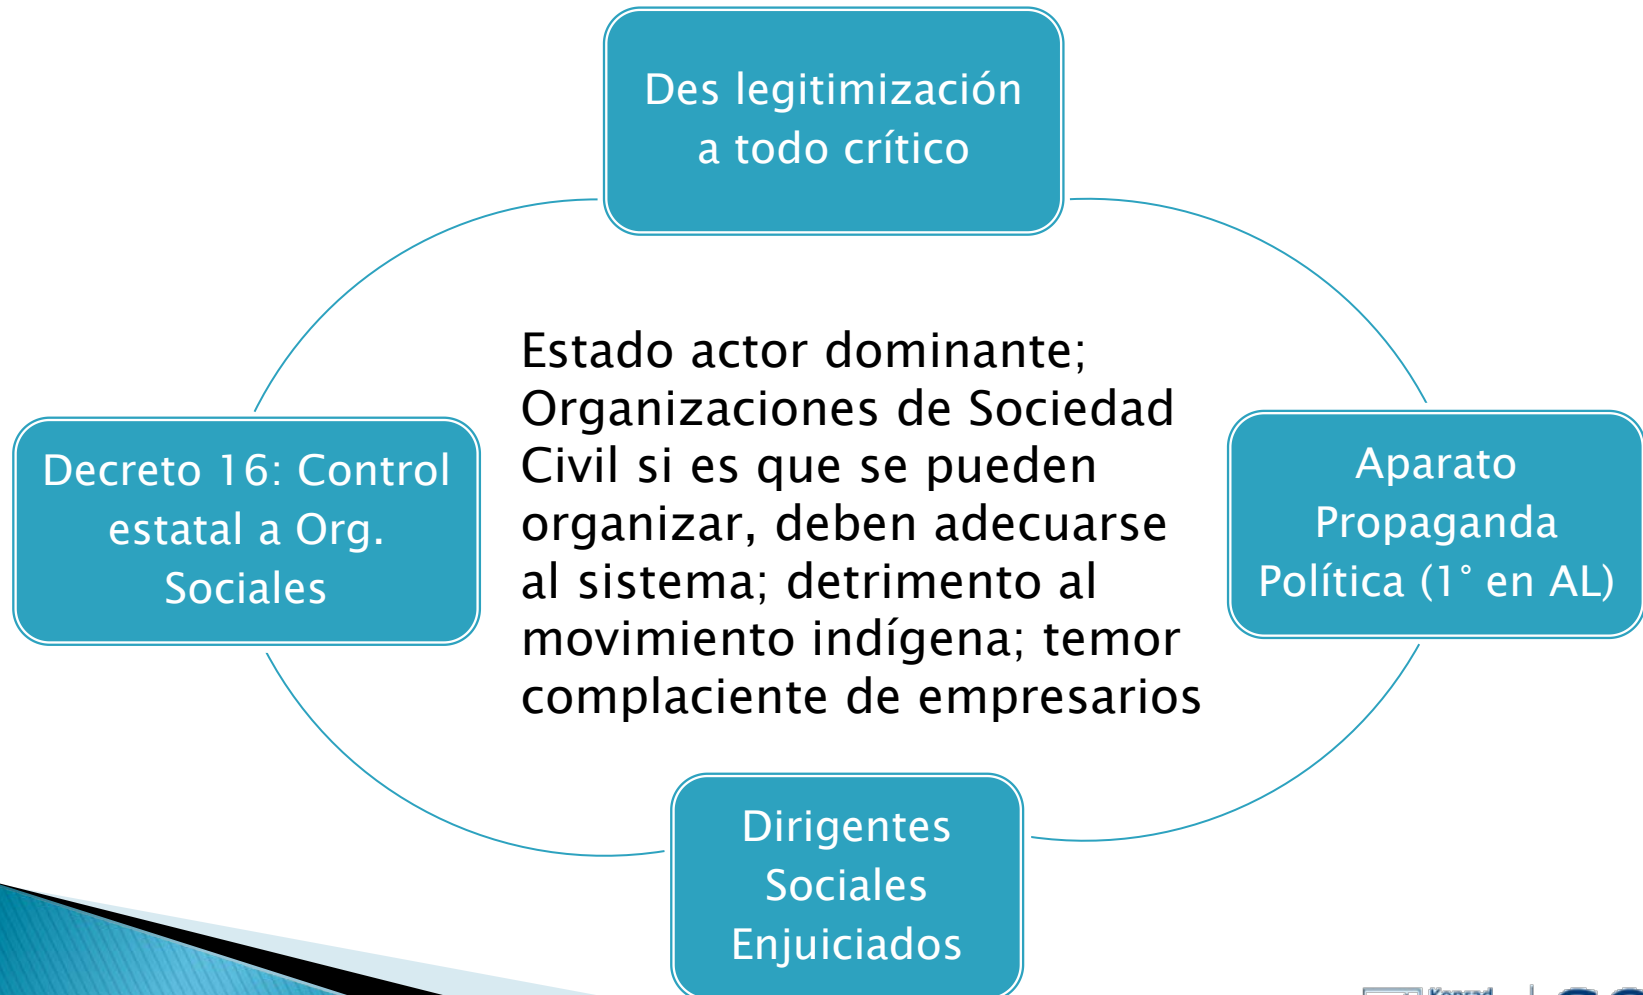 Des legitimización
a todo crítico
Estado actor dominante;
Organizaciones de Sociedad
Civil si es que se pueden
organizar, deben adecuarse
al sistema; detrimento al
movimiento indígena; temor
complaciente de empresarios
Decreto 16: Control
estatal a Org.
Sociales
Aparato
Propaganda
Política (1° en AL)
Dirigentes
Sociales
Enjuiciados
Konrad